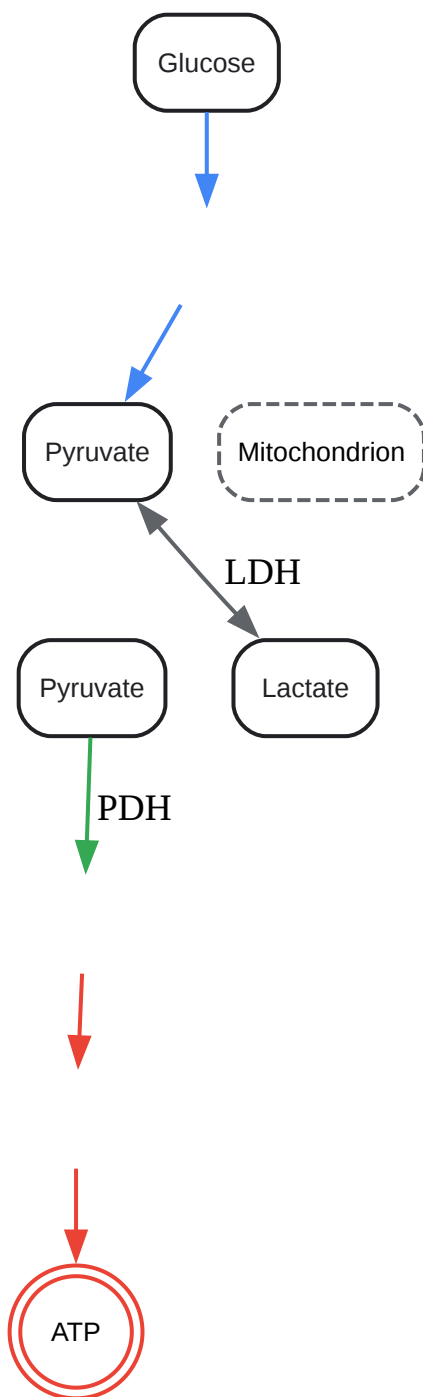 Glucose
Pyruvate
Mitochondrion
LDH
Pyruvate
Lactate
PDH
ATP